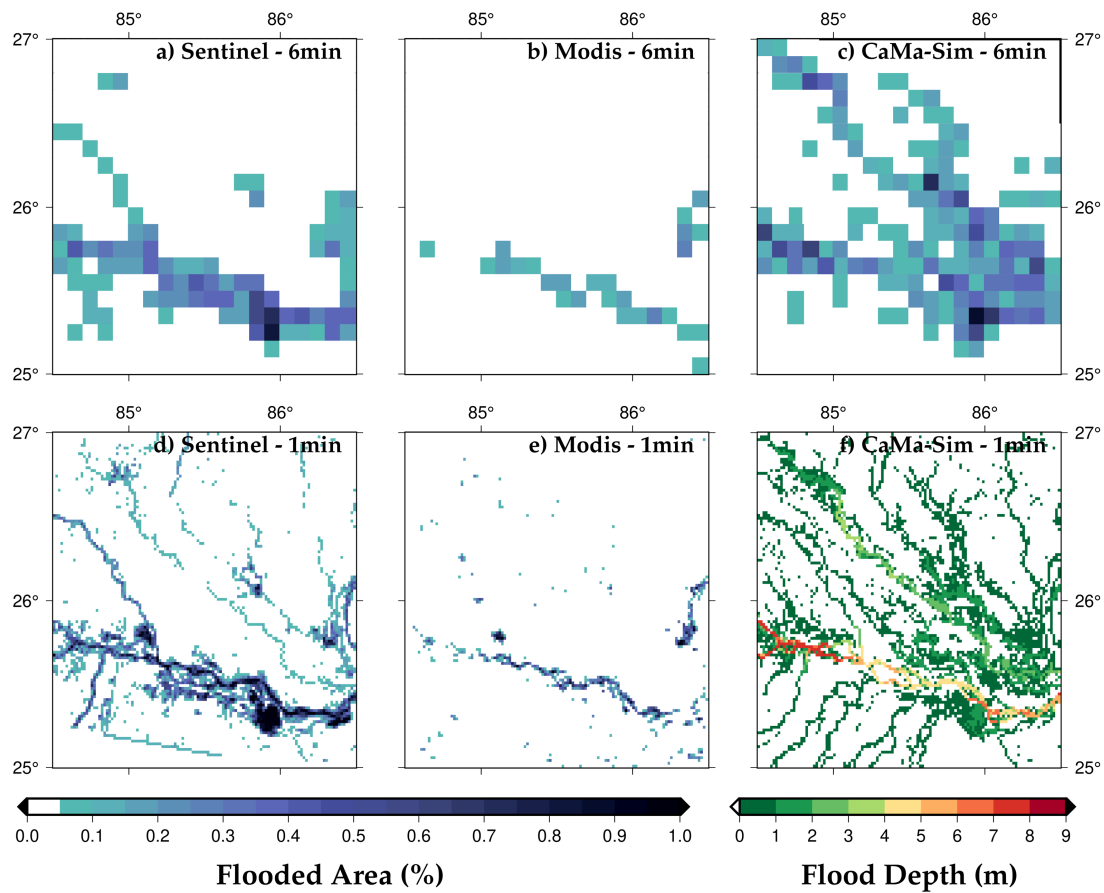 85° 86° 85° 86° 85° 86°
27° a) Sentinel - 6min b) Modis - 6min c) CaMa-Sim - 6min 27°
26° 26°
25° 25°
85° 86° 85° 86° 85° 86°
27° d) Sentinel - 1min e) Modis - 1min f) CaMa-Sim - 1min 27°
26° 26°
25° 25°
0.0 0.1 0.2 0.3 0.4 0.5 0.6 0.7 0.8 0.9 1.0 0 1 2 3 4 5 6 7 8 9
Flooded Area (%) Flood Depth (m)